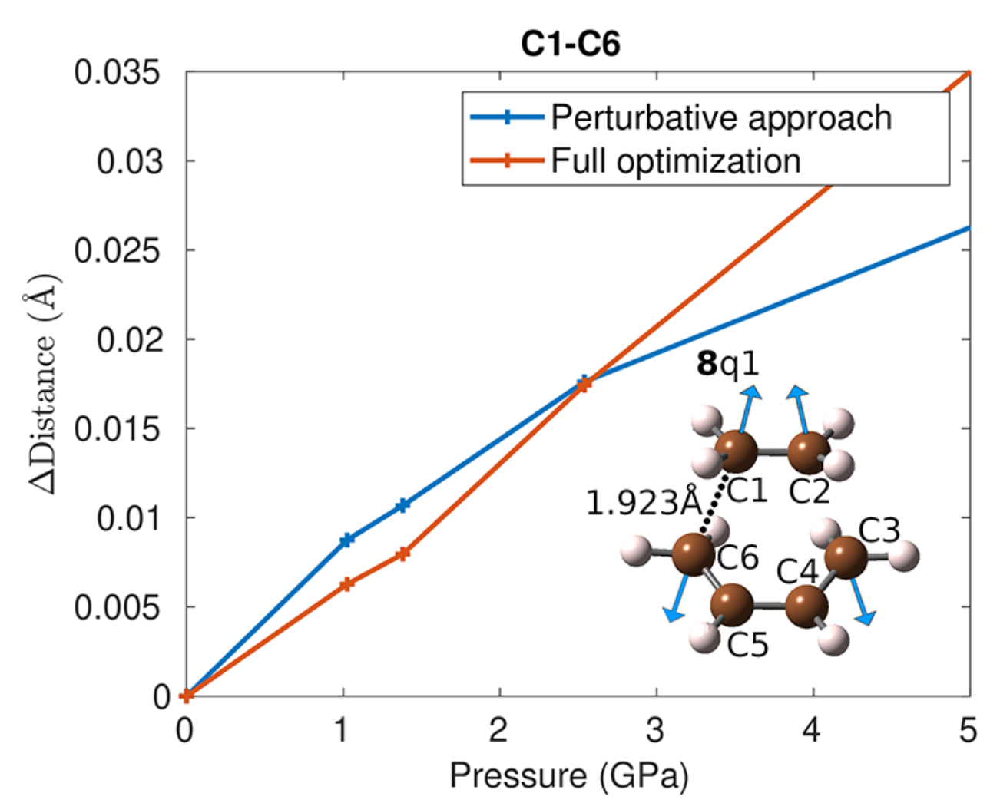 C1-C6
0.035
0.03
0.025
0.02
0.015
0.01
0.005
0
ΔDistance (Å)
Perturbative approach
Full optimization
8q1
C1 C2
1.923Å
C3
C6 C4
C5
0 1 2 3 4 5
Pressure (GPa)